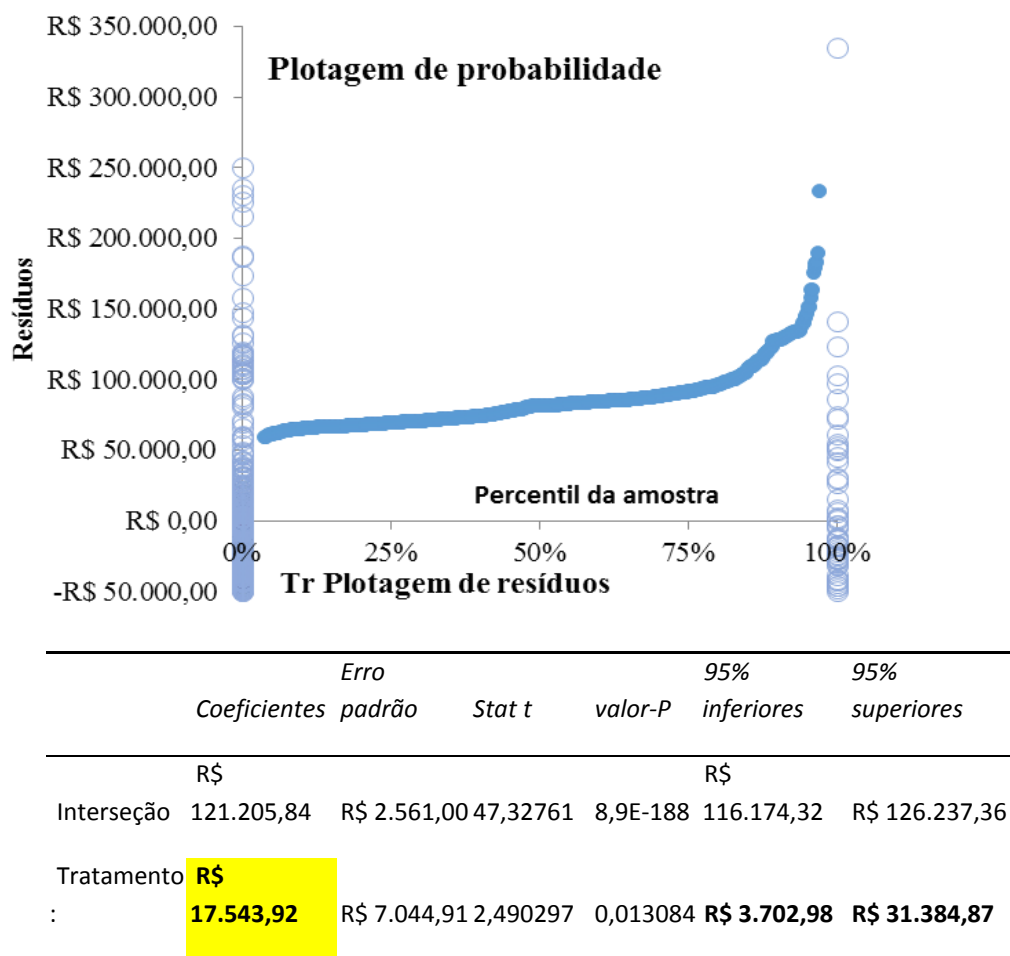 R$ 350.000,00
Plotagem de probabilidade
R$ 300.000,00
R$ 250.000,00
R$ 200.000,00
Resíduos
R$ 150.000,00
R$ 100.000,00
R$ 50.000,00
Percentil da amostra
R$ 0,00
0% 25% 50% 75% 100%
Tr Plotagem de resíduos
-R$ 50.000,00
Erro 95% 95%
Coeficientes padrão Stat t valor-P inferiores superiores
R$ R$
Interseção 121.205,84 R$ 2.561,00 47,32761 8,9E-188 116.174,32 R$ 126.237,36
Tratamento R$
: 17.543,92 R$ 7.044,91 2,490297 0,013084 R$ 3.702,98 R$ 31.384,87